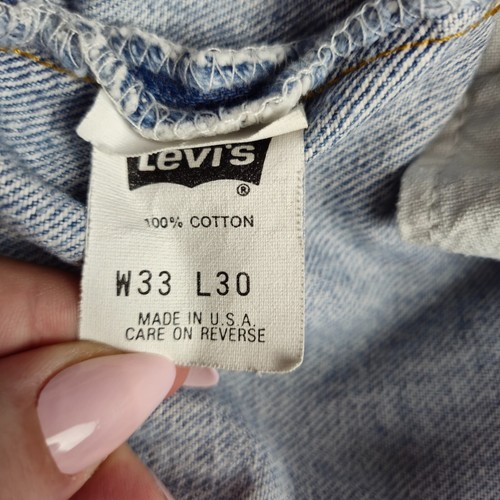 Levi's
®
100% COTTON
W33 L30
MADE IN U.S.A.
CARE ON REVERSE